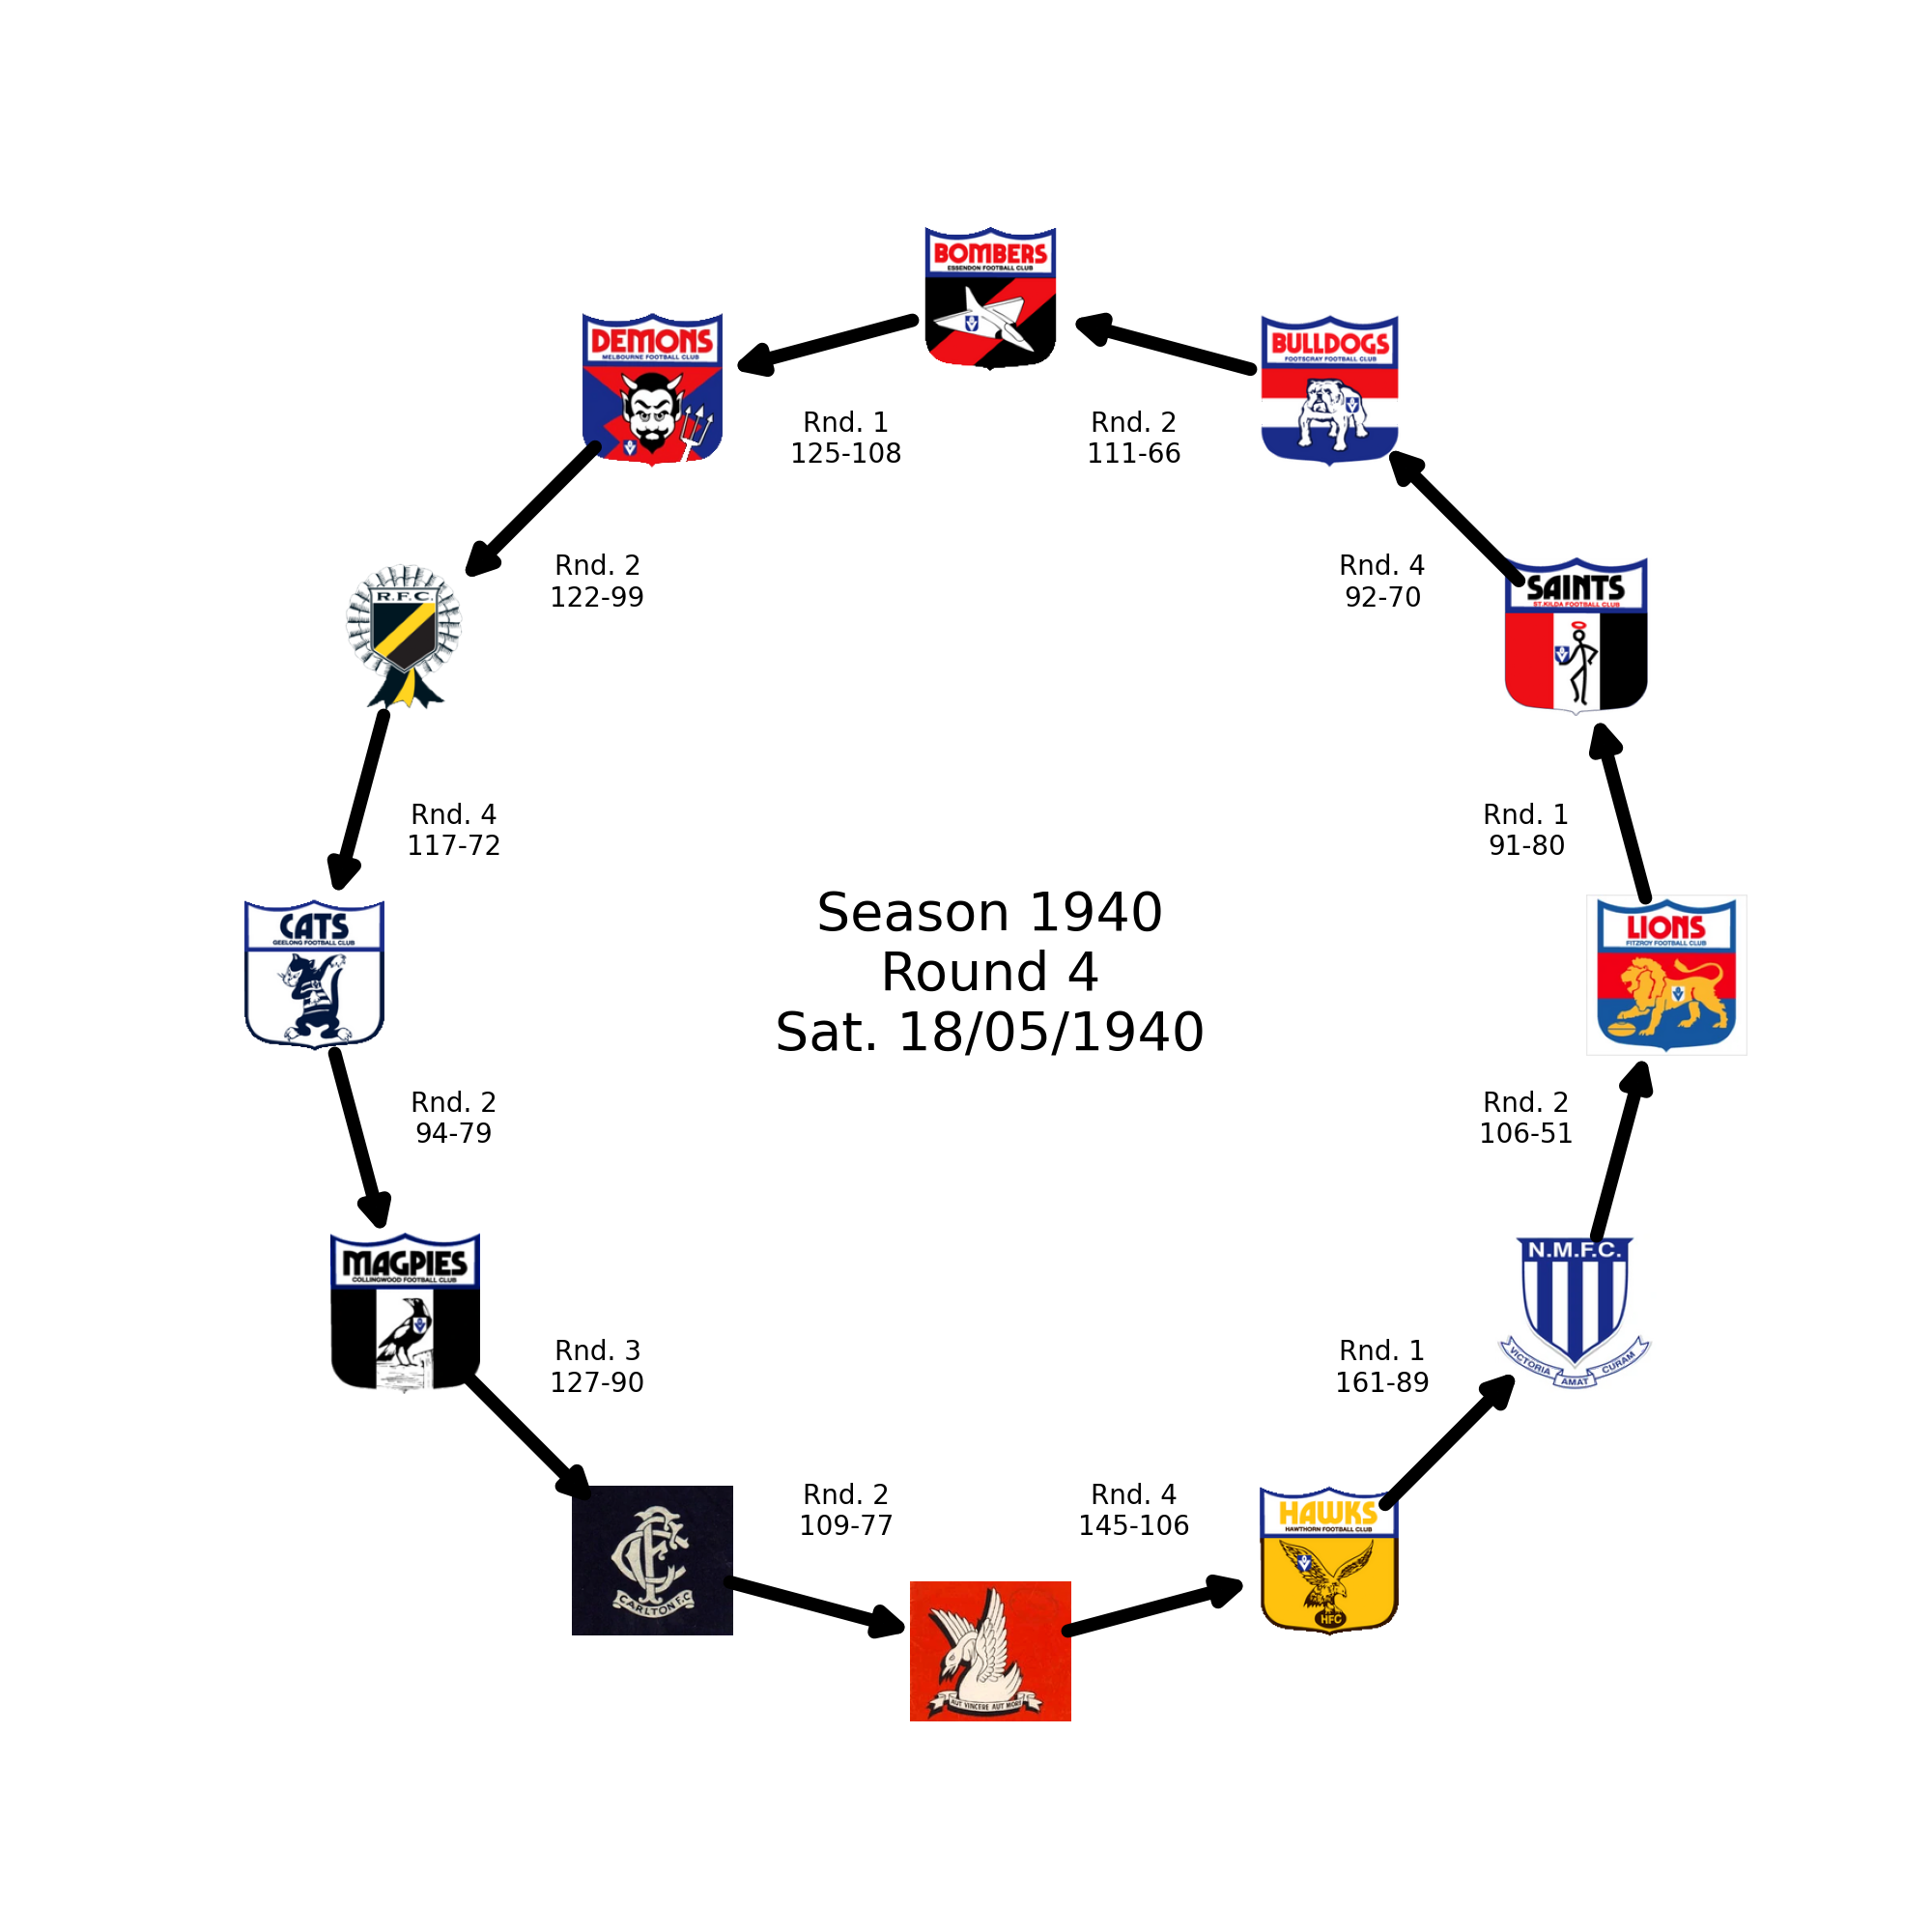 BOMBERS
ESSENDON FOOTBALL CLUB
DEMONS
MELBOURNE FOOTBALL CLUB
BULLDOGS
FOOTSCRAY FOOTBALL CLUB
Rnd. 1
125-108
Rnd. 2
111-66
R.F.C.
Rnd. 2
122-99
Rnd. 4
92-70
SAINTS
ST.KILDA FOOTBALL CLUB
Rnd. 4
117-72
Rnd. 1
91-80
CATS
GEELONG FOOTBALL CLUB
Season 1940
Round 4
Sat. 18/05/1940
LIONS
FITZROY FOOTBALL CLUB
Rnd. 2
94-79
Rnd. 2
106-51
MAGPIES
COLLINGWOOD FOOTBALL CLUB
N.M.F.C.
VICTORIA AMAT CURAM
Rnd. 3
127-90
Rnd. 1
161-89
CFC
CARLTON F.C
Rnd. 2
109-77
Rnd. 4
145-106
HAWKS
HAWTHORN FOOTBALL CLUB
HFC
AUT VINCERE AUT MORI